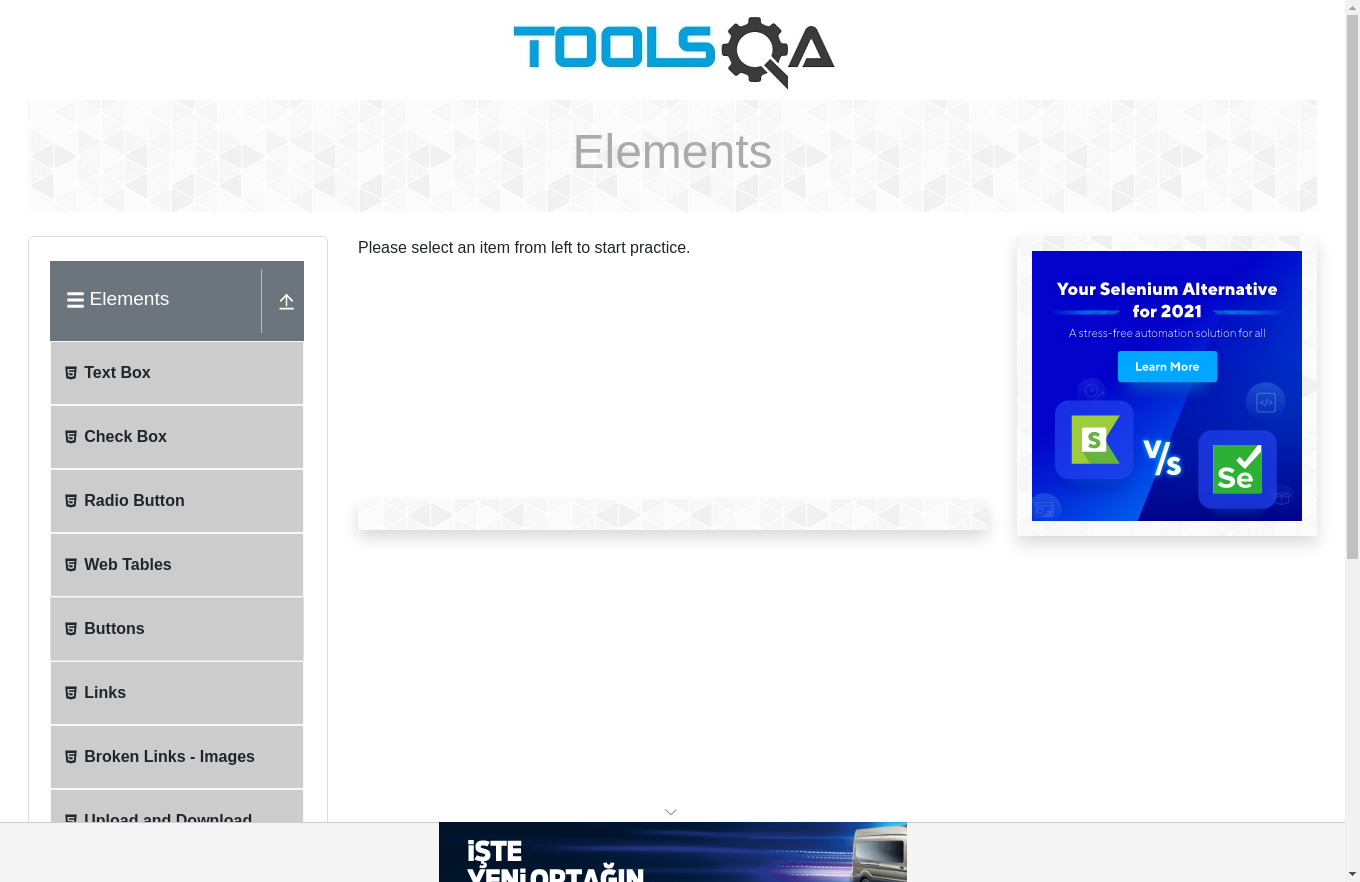 TOOLSQA
Elements
Elements
Text Box
Check Box
Radio Button
Web Tables
Buttons
Links
Broken Links - Images
Upload and Download
Please select an item from left to start practice.
Your Selenium Alternative
for 2021
A stress-free automation solution for all
Learn More
S
V/S
Se
İŞTE
YENİ ORTAĞIN